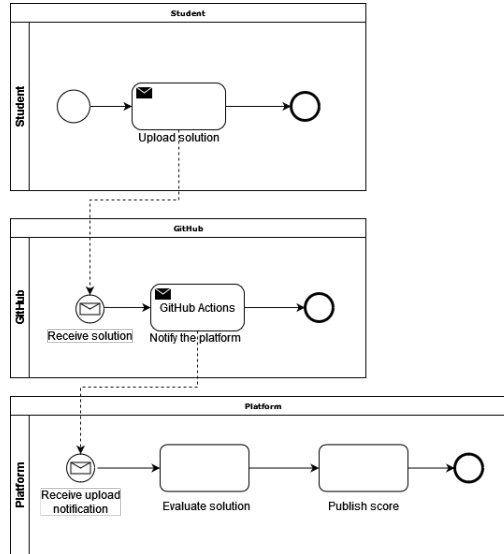 Student
Student
Upload solution
GitHub
GitHub
Receive solution
GitHub Actions
Notify the platform
Platform
Platform
Receive upload
notification
Evaluate solution
Publish score